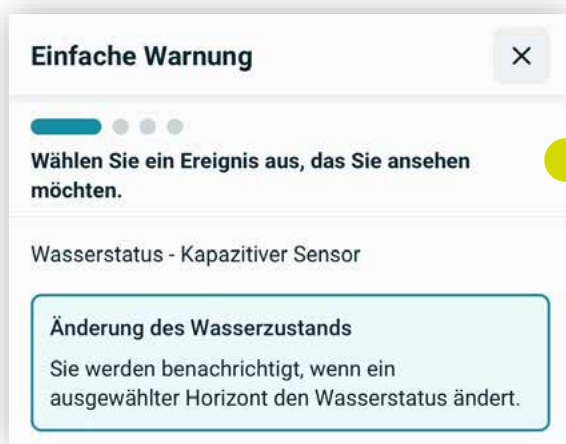 Einfache Warnung
Wählen Sie ein Ereignis aus, das Sie ansehen
möchten.
Wasserstatus - Kapazitiver Sensor
Änderung des Wasserzustands
Sie werden benachrichtigt, wenn ein
ausgewählter Horizont den Wasserstatus ändert.